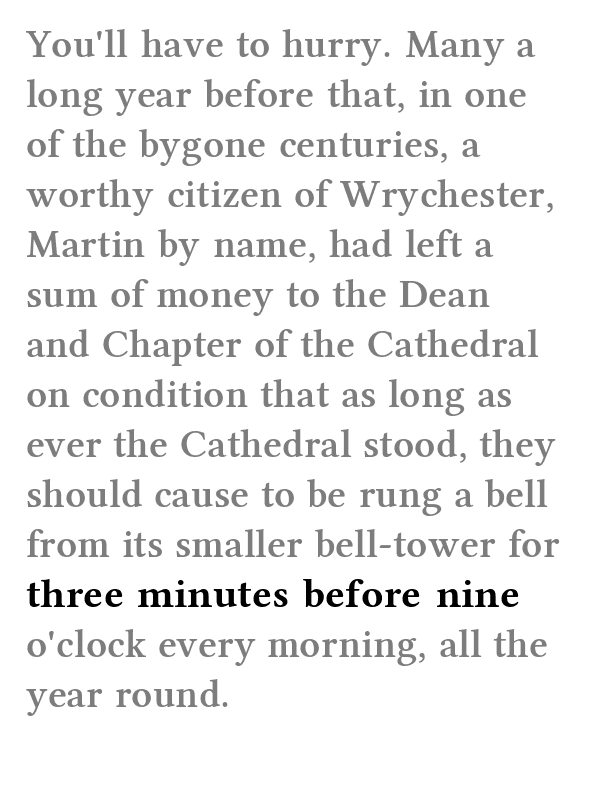 You'll have to hurry. Many a
long year before that, in one
of the bygone centuries, a
worthy citizen of Wrychester,
Martin by name, had left a
sum of money to the Dean
and Chapter of the Cathedral
on condition that as long as
ever the Cathedral stood, they
should cause to be rung a bell
from its smaller bell-tower for
three minutes before nine
o'clock every morning, all the
year round.